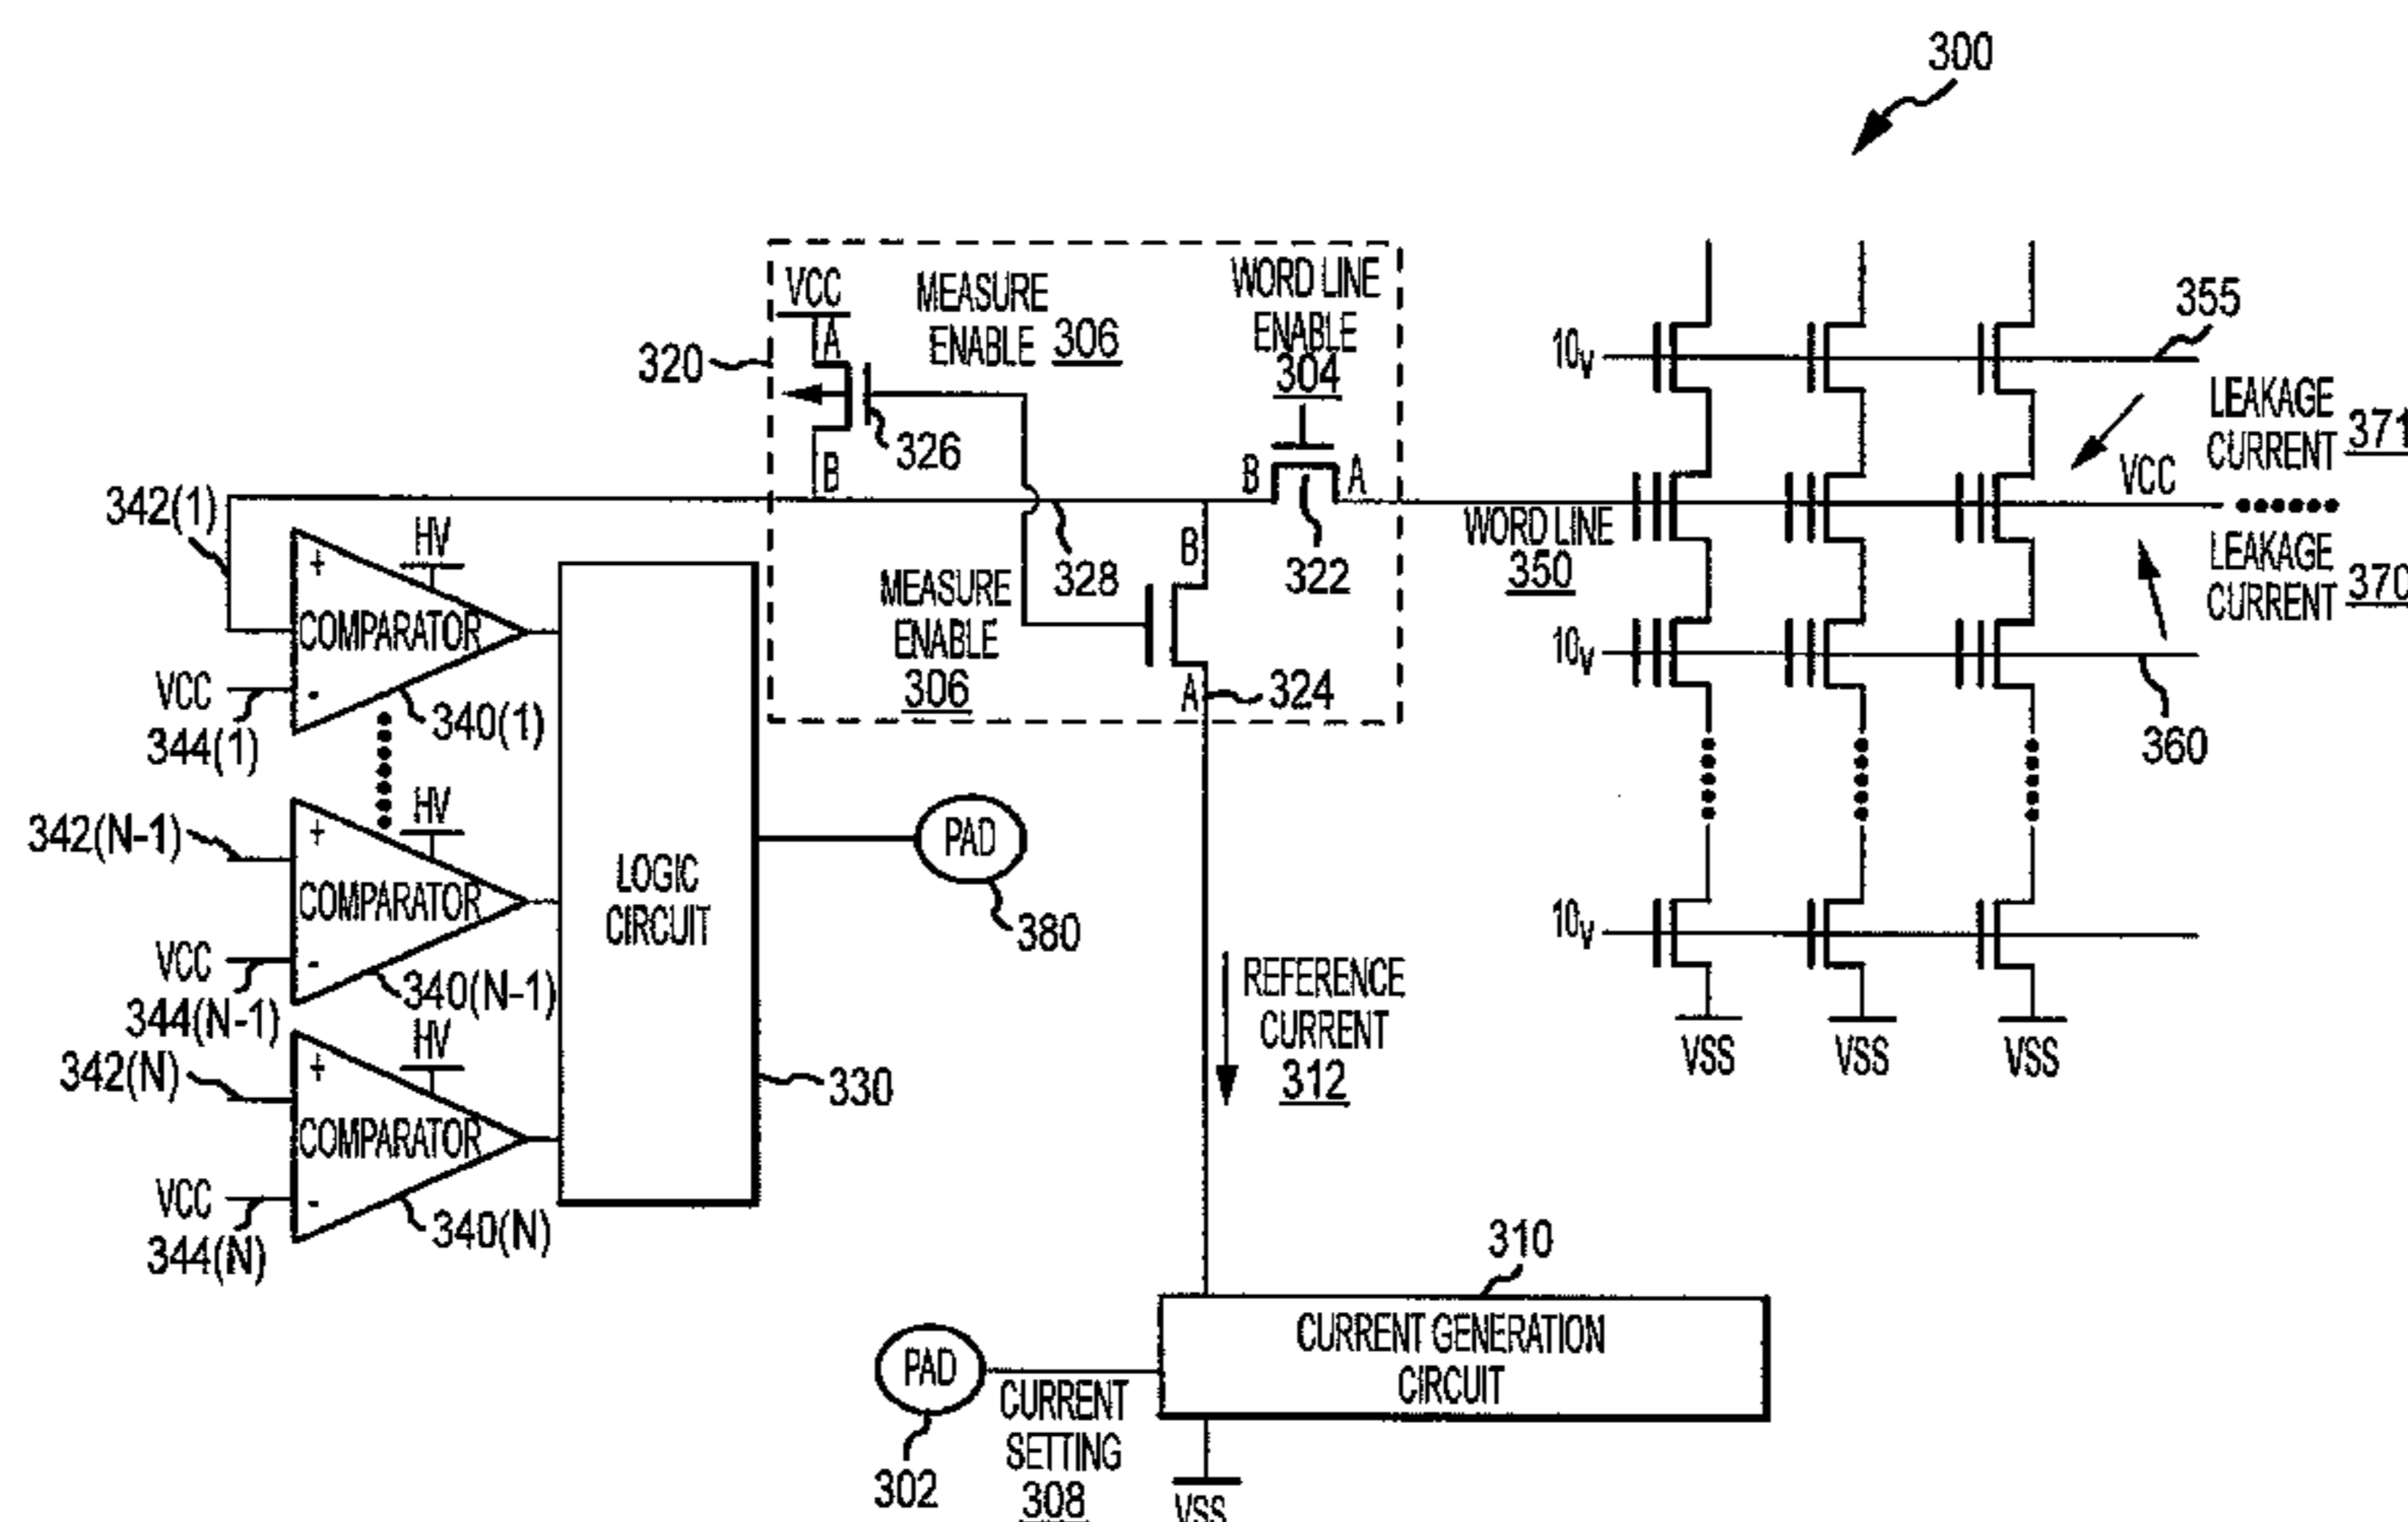 300
VCC
MEASURE
ENABLE 306
WORD LINE
ENABLE
304
320
A
326
B
B
A
322
328
B
MEASURE
ENABLE
306
A
324
WORD LINE
350
10V
355
LEAKAGE
CURRENT 371
VCC
LEAKAGE
CURRENT 370
10V
360
10V
VSS
VSS
VSS
342(1)
+
HV
COMPARATOR
VCC
-
344(1)
340(1)
342(N-1)
+
HV
COMPARATOR
VCC
-
344(N-1)
340(N-1)
342(N)
+
HV
COMPARATOR
VCC
-
344(N)
340(N)
LOGIC
CIRCUIT
330
PAD
380
REFERENCE
CURRENT
312
310
CURRENT GENERATION
CIRCUIT
PAD
302
CURRENT
SETTING
308
VSS